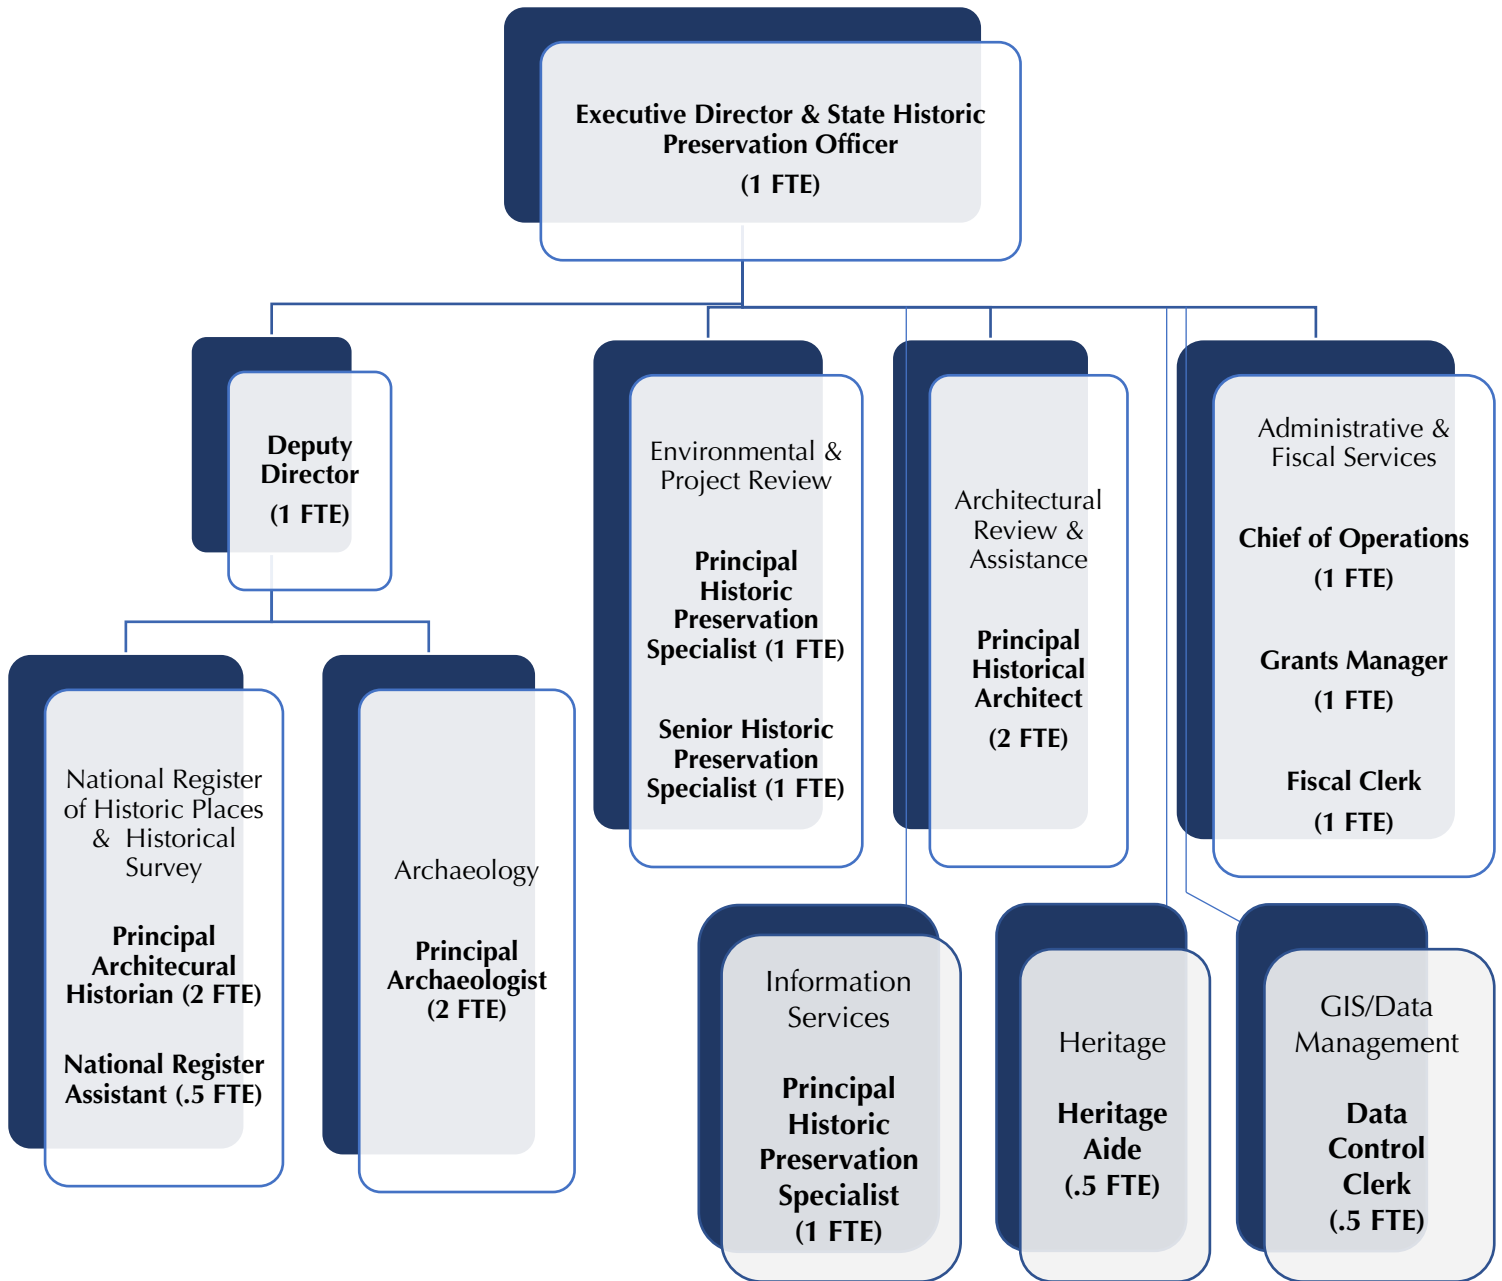 Executive Director & State Historic
Preservation Officer
(1 FTE)
Deputy
Director
(1 FTE)
Environmental &
Project Review
Principal
Historic
Preservation
Specialist (1 FTE)
Senior Historic
Preservation
Specialist (1 FTE)
Architectural
Review &
Assistance
Principal
Historical
Architect
(2 FTE)
Administrative &
Fiscal Services
Chief of Operations
(1 FTE)
Grants Manager
(1 FTE)
Fiscal Clerk
(1 FTE)
National Register
of Historic Places
& Historical
Survey
Principal
Architecural
Historian (2 FTE)
National Register
Assistant (.5 FTE)
Archaeology
Principal
Archaeologist
(2 FTE)
Information
Services
Principal
Historic
Preservation
Specialist
(1 FTE)
Heritage
Heritage
Aide
(.5 FTE)
GIS/Data
Management
Data
Control
Clerk
(.5 FTE)